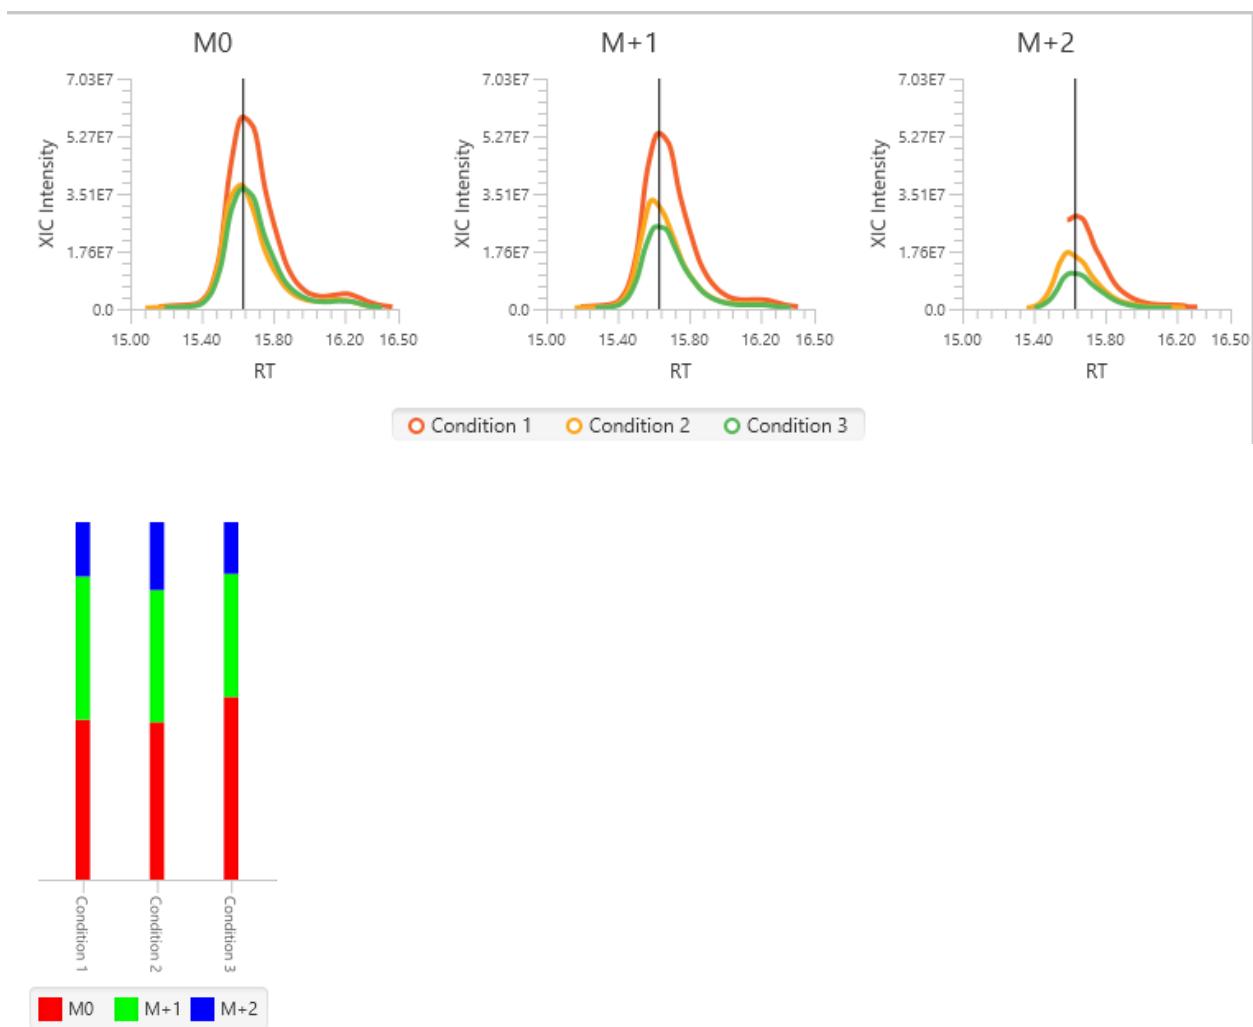 M0 M+1 M+2
7.03E7 7.03E7 7.03E7
5.27E7 5.27E7 5.27E7
3.51E7 3.51E7 3.51E7
1.76E7 1.76E7 1.76E7
0.0 0.0 0.0
XIC Intensity XIC Intensity XIC Intensity
15.00 15.40 15.80 16.20 16.50 15.00 15.40 15.80 16.20 16.50 15.00 15.40 15.80 16.20 16.50
RT RT RT
Condition 1 Condition 2 Condition 3
Condition 1
Condition 2
Condition 3
M0 M+1 M+2